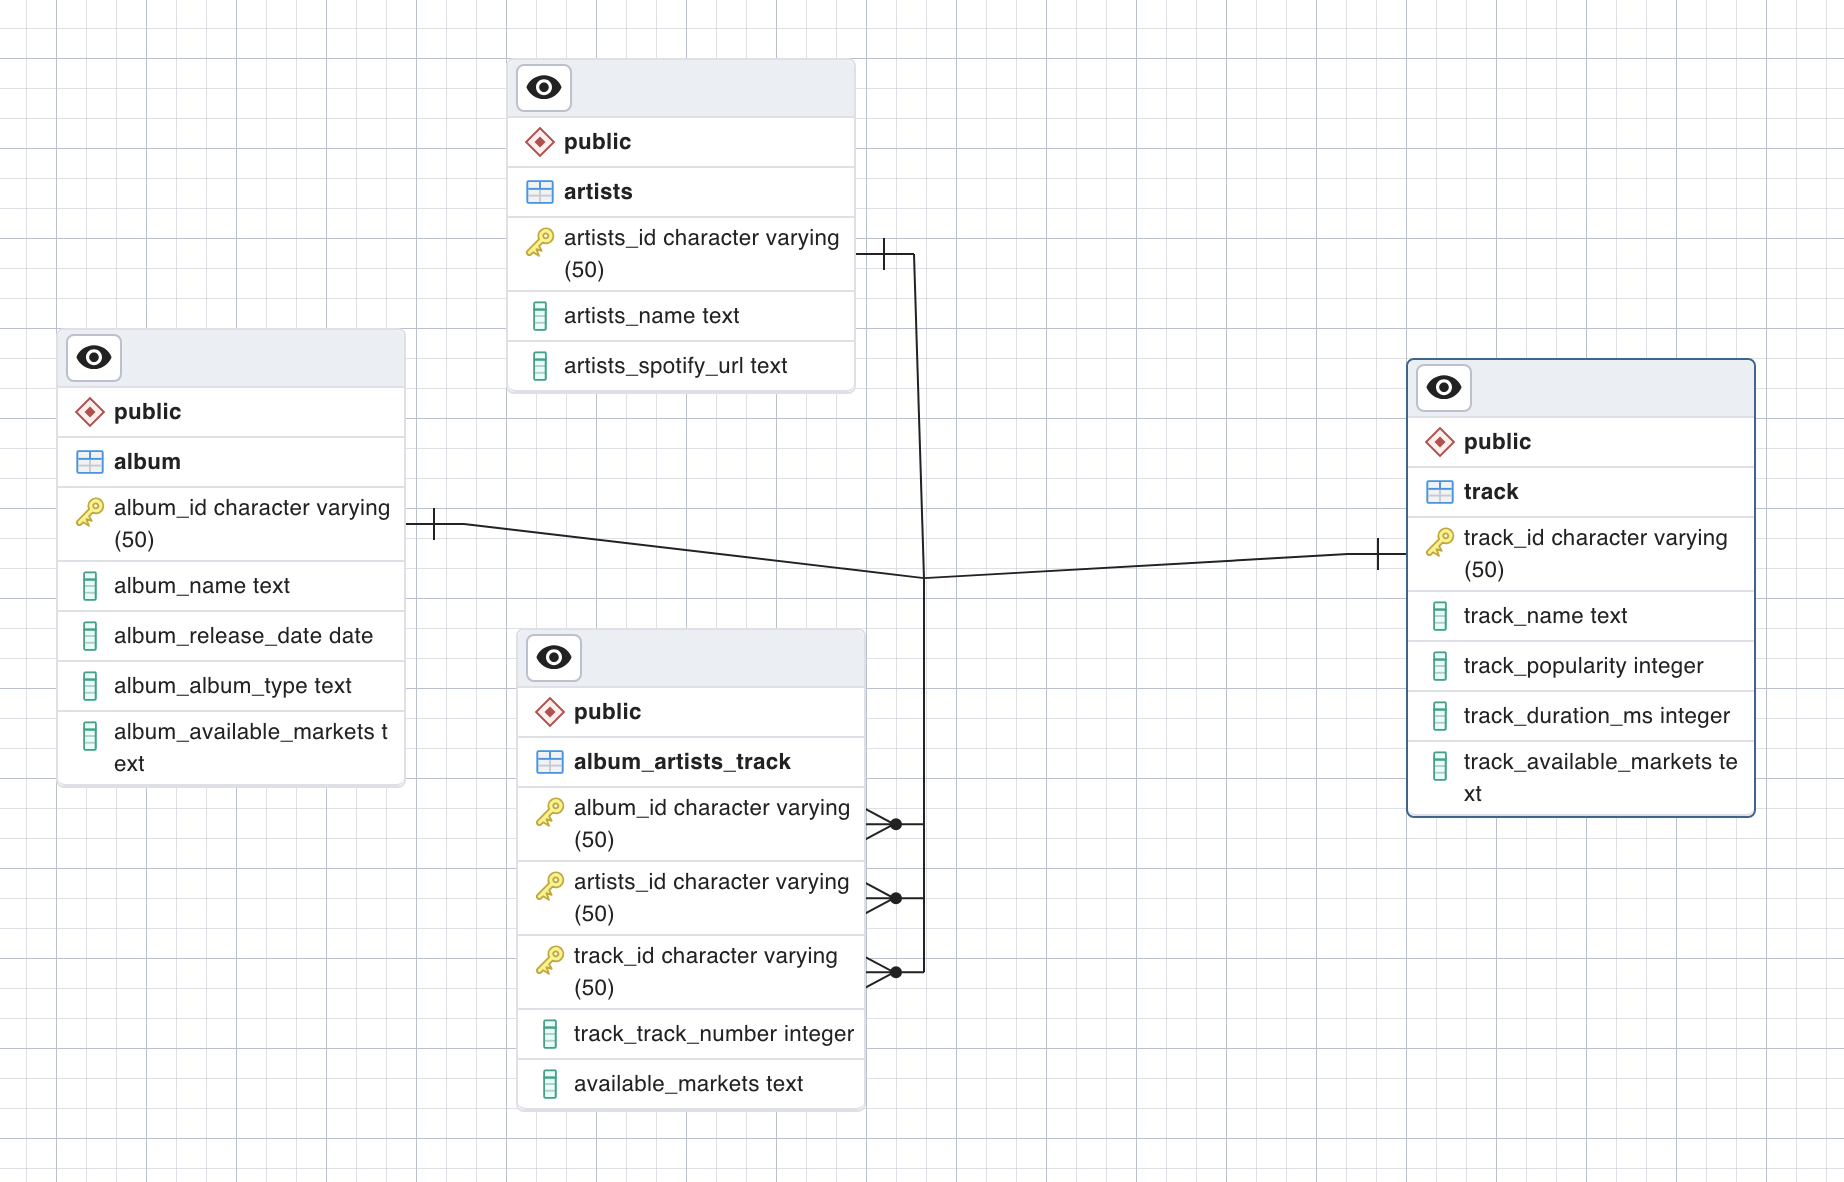 public
artists
artists_id character varying
(50)
artists_name text
artists_spotify_url text
public
album
album_id character varying
(50)
album_name text
album_release_date date
album_album_type text
album_available_markets t
ext
public
album_artists_track
album_id character varying
(50)
artists_id character varying
(50)
track_id character varying
(50)
track_track_number integer
available_markets text
public
track
track_id character varying
(50)
track_name text
track_popularity integer
track_duration_ms integer
track_available_markets te
xt